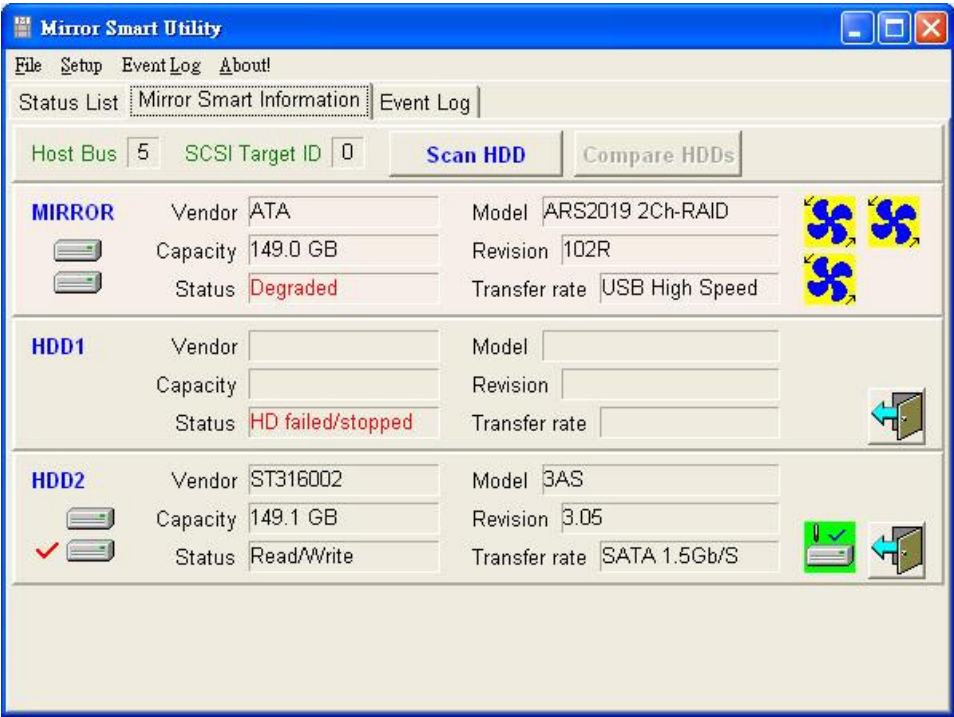 Mirror Smart Utility
File Setup Event Log About!
Status List Mirror Smart Information Event Log
Host Bus 5 SCSI Target ID 0 Scan HDD Compare HDDs
MIRROR Vendor ATA Model ARS2019 2Ch-RAID
Capacity 149.0 GB Revision 102R
Status Degraded Transfer rate USB High Speed
HDD1 Vendor Model
Capacity Revision
Status HD failed/stopped Transfer rate
HDD2 Vendor ST316002 Model 3AS
Capacity 149.1 GB Revision 3.05
Status Read/Write Transfer rate SATA 1.5Gb/S